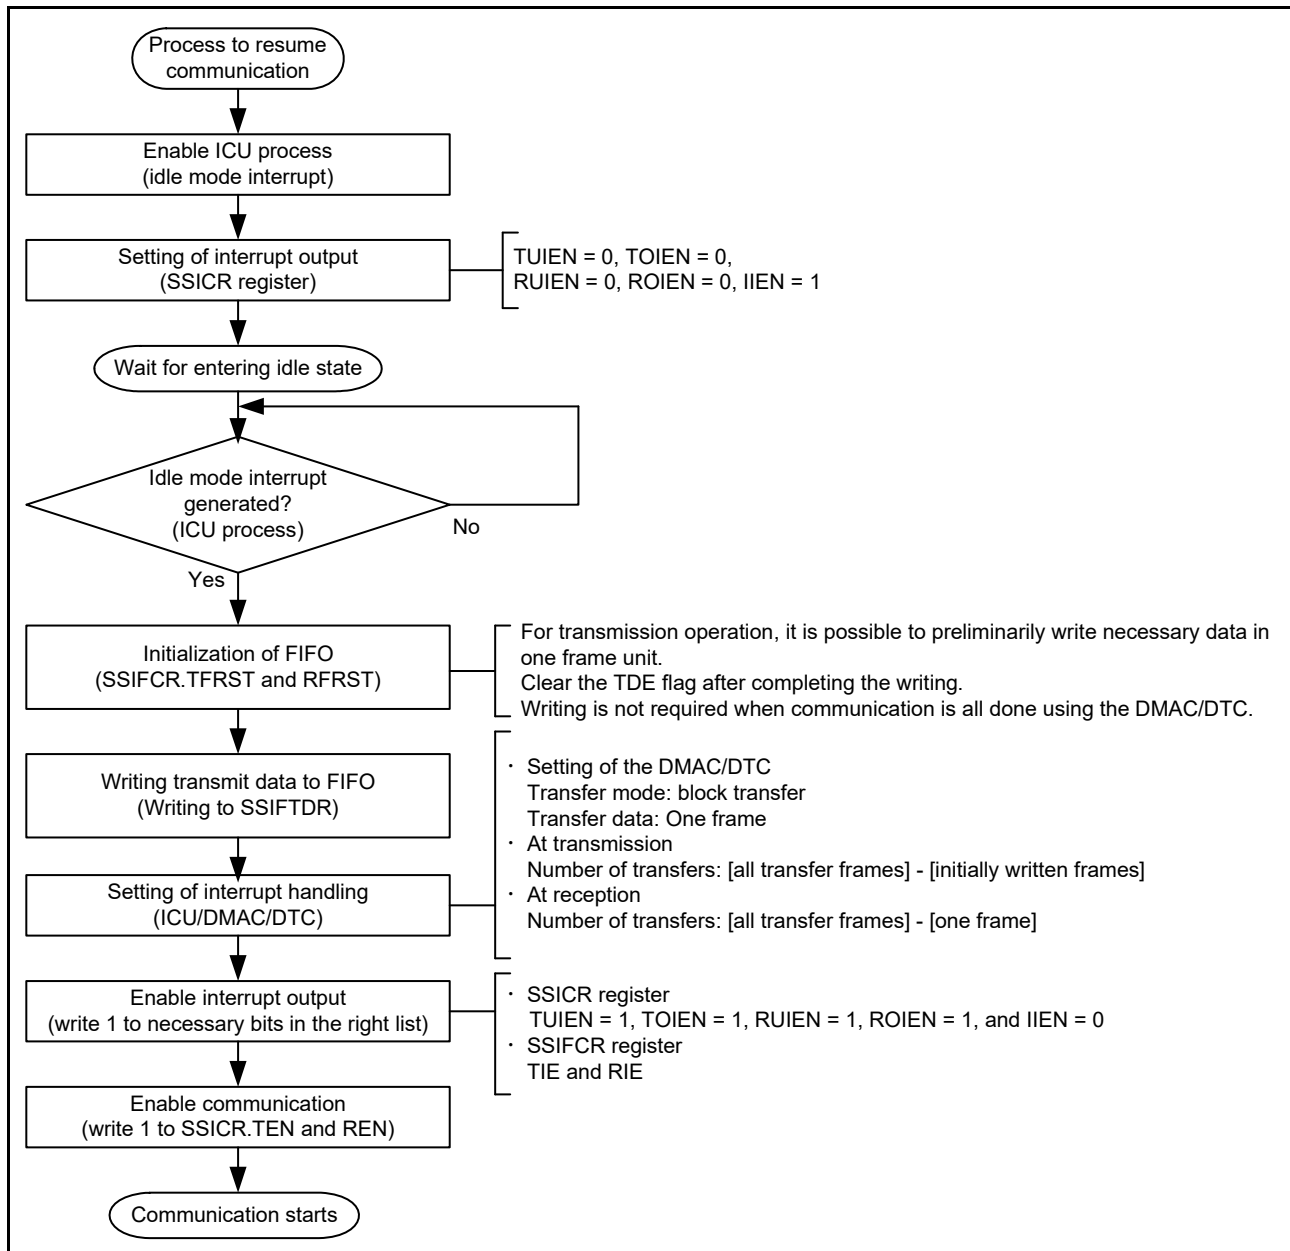 Process to resume
communication
Enable ICU process
(idle mode interrupt)
Setting of interrupt output
(SSICR register)
TUIEN = 0, TOIEN = 0,
RUIEN = 0, ROIEN = 0, IIEN = 1
Wait for entering idle state
Idle mode interrupt
generated?
(ICU process)
No
Yes
Initialization of FIFO
(SSIFCR.TFRST and RFRST)
For transmission operation, it is possible to preliminarily write necessary data in
one frame unit.
Clear the TDE flag after completing the writing.
Writing is not required when communication is all done using the DMAC/DTC.
Writing transmit data to FIFO
(Writing to SSIFTDR)
Setting of interrupt handling
(ICU/DMAC/DTC)
· Setting of the DMAC/DTC
Transfer mode: block transfer
Transfer data: One frame
· At transmission
Number of transfers: [all transfer frames] - [initially written frames]
· At reception
Number of transfers: [all transfer frames] - [one frame]
Enable interrupt output
(write 1 to necessary bits in the right list)
· SSICR register
TUIEN = 1, TOIEN = 1, RUIEN = 1, ROIEN = 1, and IIEN = 0
· SSIFCR register
TIE and RIE
Enable communication
(write 1 to SSICR.TEN and REN)
Communication starts